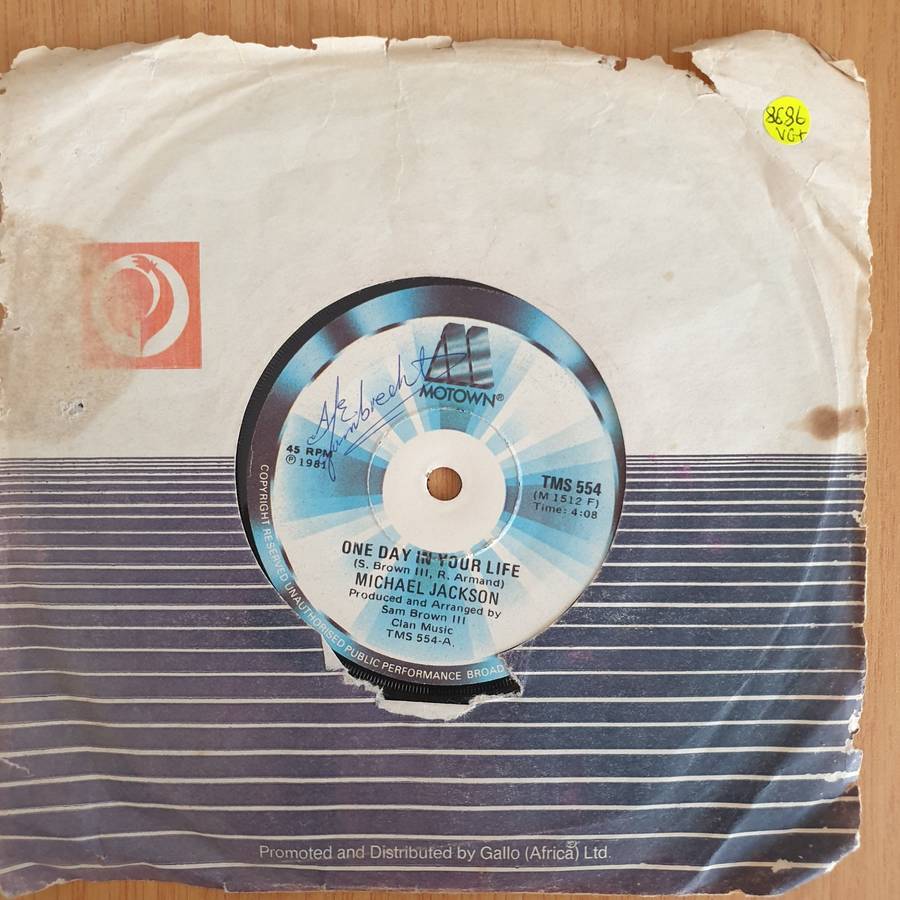 8696
VG+
MOTOWN®
45 RPM
℗ 1981
TMS 554
(M 1512 F)
Time: 4:08
ONE DAY IN YOUR LIFE
(S. Brown III, R. Armand)
MICHAEL JACKSON
Produced and Arranged by
Sam Brown III
Clan Music
TMS 554-A.
COPYRIGHT RESERVED UNAUTHORISED PUBLIC PERFORMANCE BROAD
Promoted and Distributed by Gallo (Africa) Ltd.